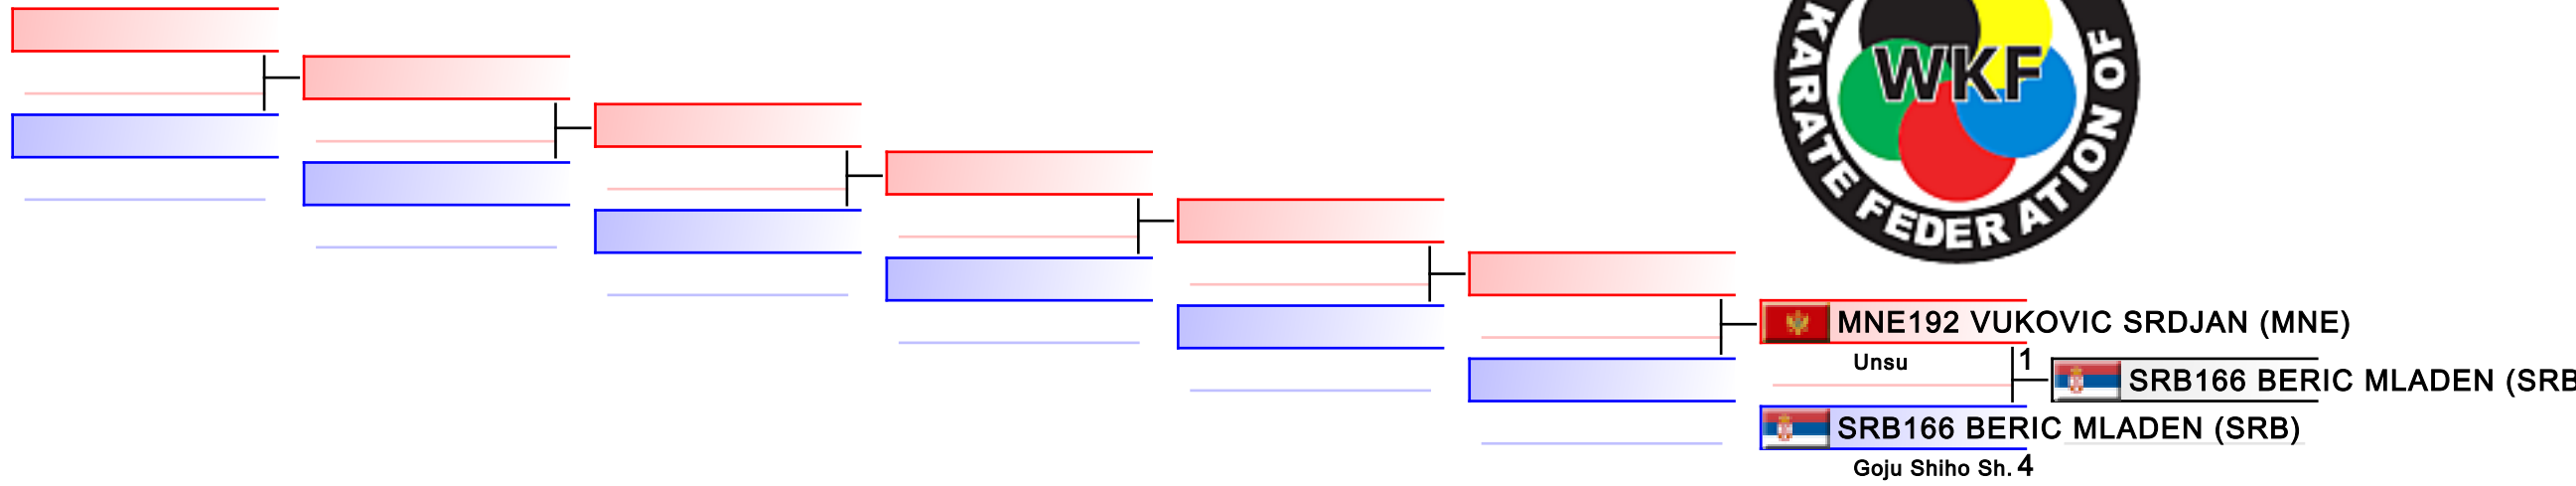 KARATE FEDERATION OF
WKF
MNE192 VUKOVIC SRDJAN (MNE)
Unsu
1
SRB166 BERIC MLADEN (SRB
SRB166 BERIC MLADEN (SRB)
Goju Shiho Sh. 4